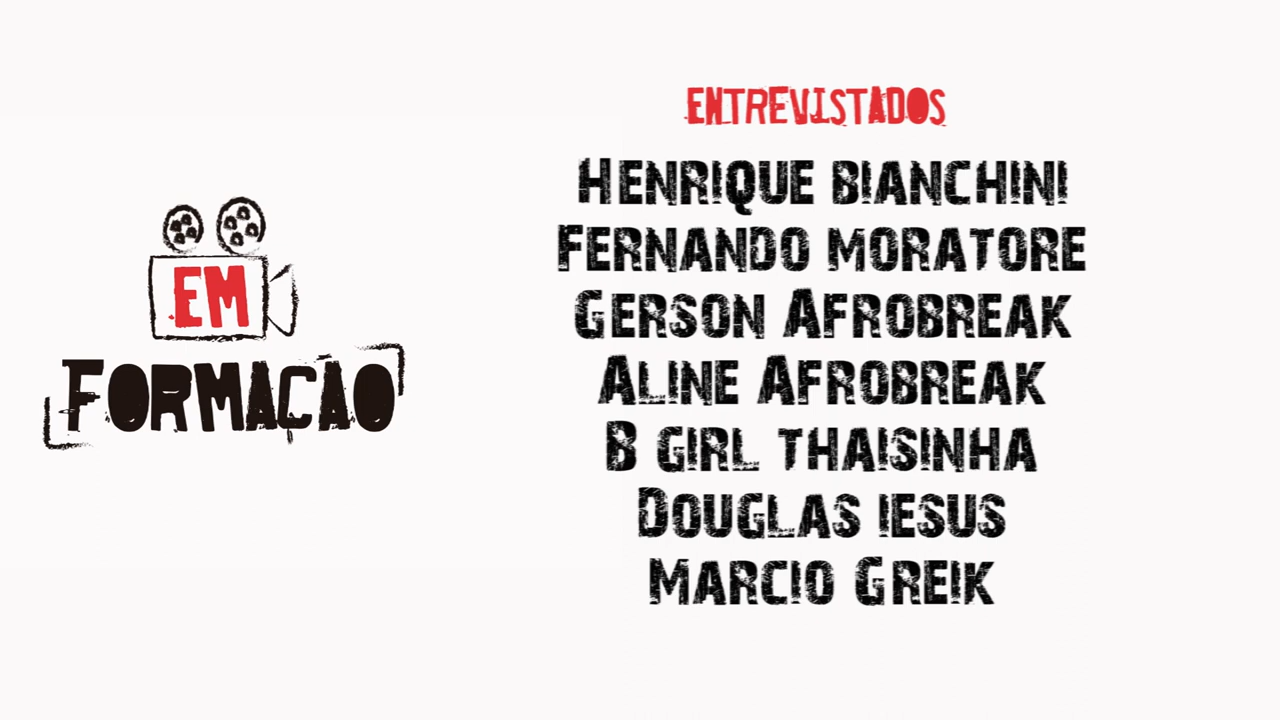 EM
FORMAÇÃO
ENTREVISTADOS
HENRIQUE BIANCHINI
FERNANDO MORATORE
GERSON AFROBREAK
ALINE AFROBREAK
B GIRL THAISINHA
DOUGLAS IESUS
MARCIO GREIK